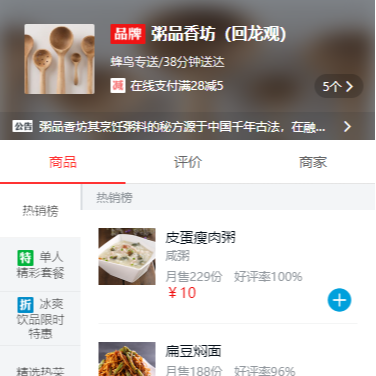 品牌 粥品香坊（回龙观）
蜂鸟专送/38分钟送达
减 在线支付满28减5
5个
公告 粥品香坊其烹饪粥料的秘方源于中国千年古法，在融...
商品 评价 商家
热销榜
特 单人
精彩套餐
折 冰爽
饮品限时
特惠
精选热菜
热销榜
皮蛋瘦肉粥
咸粥
月售229份 好评率100%
￥10
扁豆焖面
月售188份 好评率96%